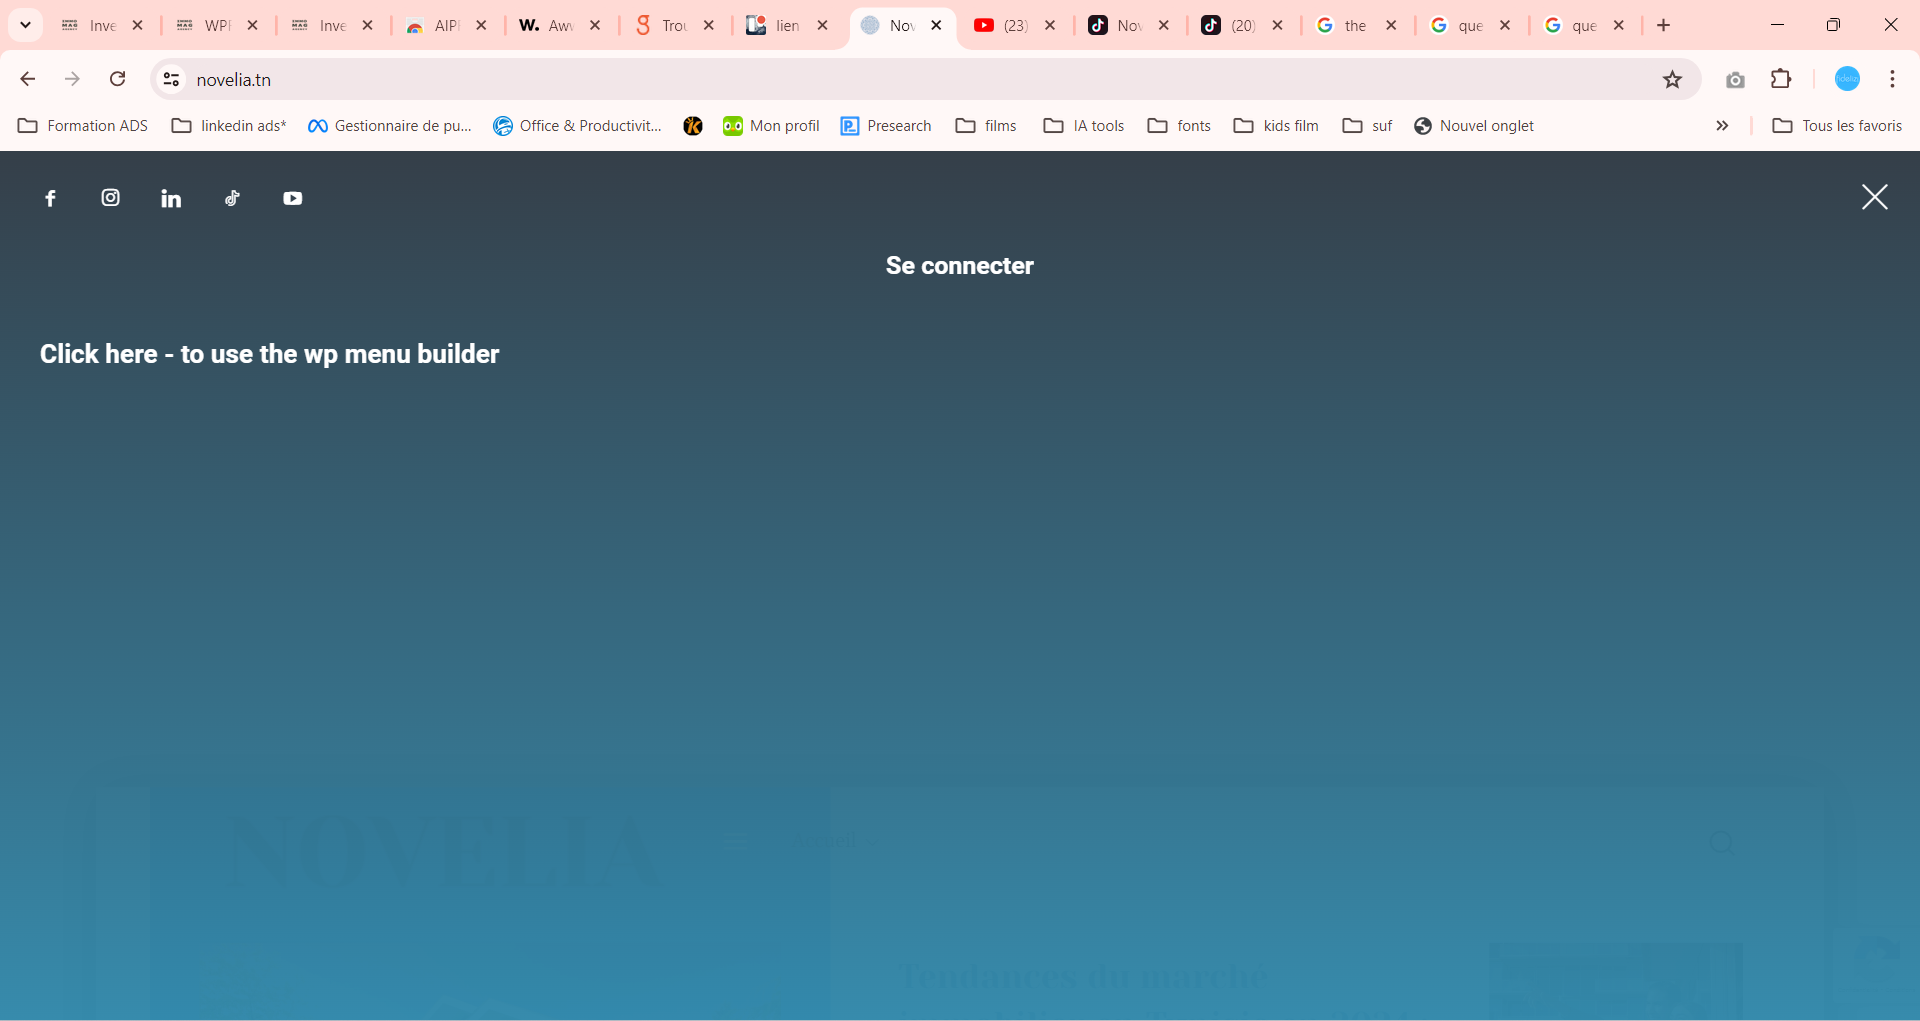 Inve
WPF
Inve
AIPI
W. Aw
Trou
lien
Nov
(23)
Nov
(20)
the
que
que
novelia.tn
Formation ADS
linkedin ads*
Gestionnaire de pu...
Office & Productivit...
Mon profil
Presearch
films
IA tools
fonts
kids film
suf
Nouvel onglet
Tous les favoris
Se connecter
Click here - to use the wp menu builder
NOVELIA
Tendances du marché